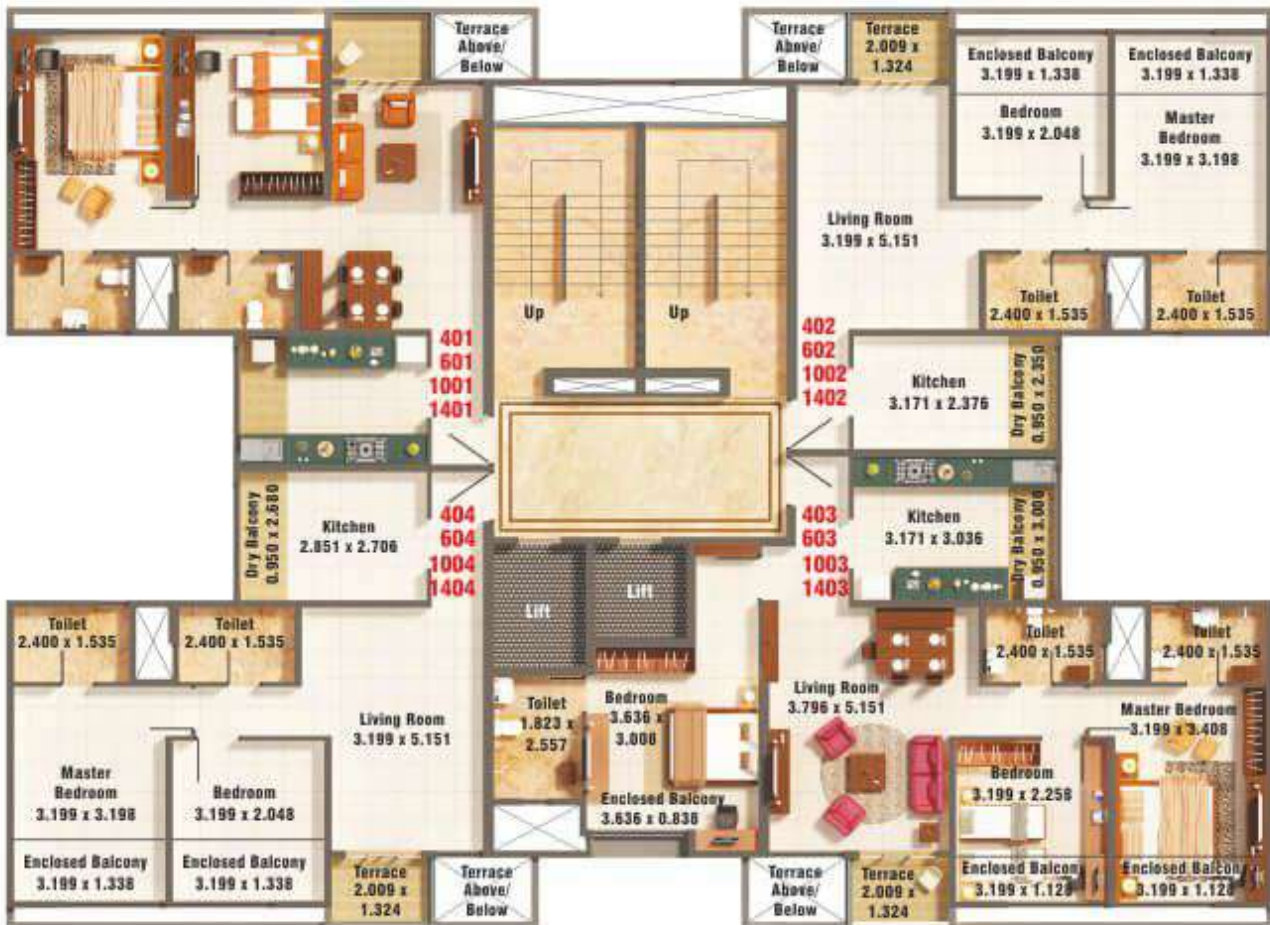 Terrace
Above/
Below
Terrace
Above/
Below
Terrace
2.009 x
1.324
Enclosed Balcony
3.199 x 1.338
Enclosed Balcony
3.199 x 1.338
Bedroom
3.199 x 2.048
Master
Bedroom
3.199 x 3.198
Living Room
3.199 x 5.151
Toilet
2.400 x 1.535
Toilet
2.400 x 1.535
Up
Up
401
601
1001
1401
402
602
1002
1402
Kitchen
3.171 x 2.376
Dry Balcony
0.950 x 2.350
Dry Balcony
0.950 x 2.680
Kitchen
2.851 x 2.706
404
604
1004
1404
403
603
1003
1403
Kitchen
3.171 x 3.036
Dry Balcony
0.950 x 3.000
Lift
Lift
Toilet
2.400 x 1.535
Toilet
2.400 x 1.535
Toilet
2.400 x 1.535
Toilet
2.400 x 1.535
Living Room
3.199 x 5.151
Toilet
1.823 x
2.557
Bedroom
3.636 x
3.008
Living Room
3.796 x 5.151
Master Bedroom
3.199 x 3.408
Master
Bedroom
3.199 x 3.198
Bedroom
3.199 x 2.048
Enclosed Balcony
3.636 x 0.838
Bedroom
3.199 x 2.258
Enclosed Balcony
3.199 x 1.338
Enclosed Balcony
3.199 x 1.338
Terrace
2.009 x
1.324
Terrace
Above/
Below
Terrace
Above/
Below
Terrace
2.009 x
1.324
Enclosed Balcony
3.199 x 1.128
Enclosed Balcony
3.199 x 1.128